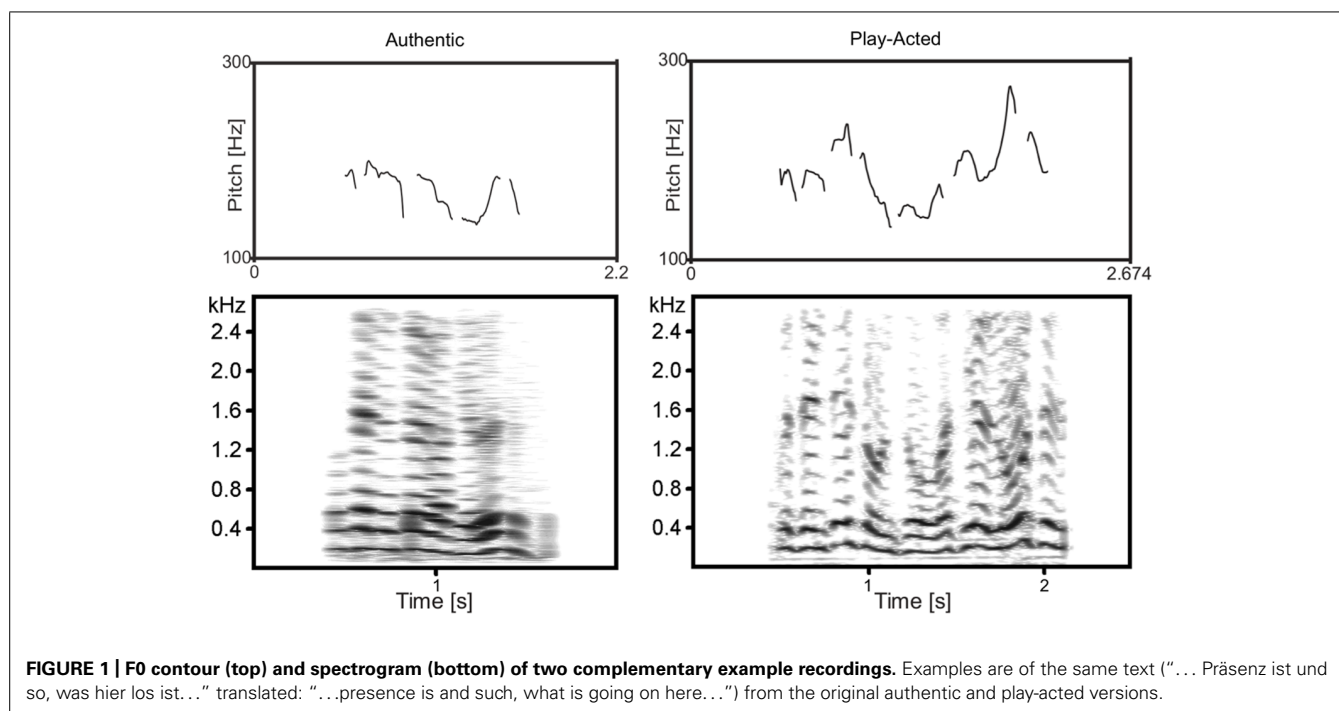 Authentic
Play-Acted
300
Pitch [Hz]
100
0
2.2
300
Pitch [Hz]
100
0
2.674
kHz
2.4
2.0
1.6
1.2
0.8
0.4
1
Time [s]
kHz
2.4
2.0
1.6
1.2
0.8
0.4
1
2
Time [s]
FIGURE 1 | F0 contour (top) and spectrogram (bottom) of two complementary example recordings. Examples are of the same text (“... Präsenz ist und
so, was hier los ist...” translated: “...presence is and such, what is going on here...”) from the original authentic and play-acted versions.